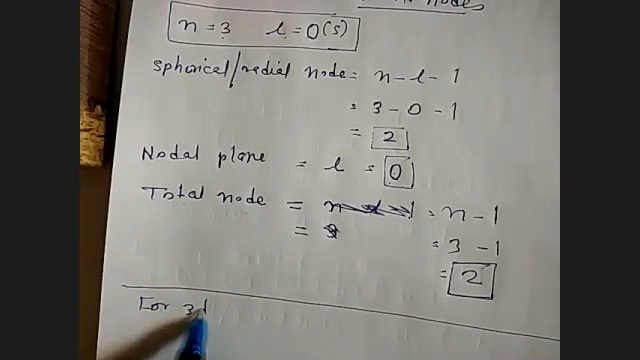 Nodes
n = 3 l = 0(s)
Spherical/radial node = n - l - 1
= 3 - 0 - 1
= 2
Nodal plane = l = 0
Total node = = n - 1
= = 3 - 1
= 2
For 3